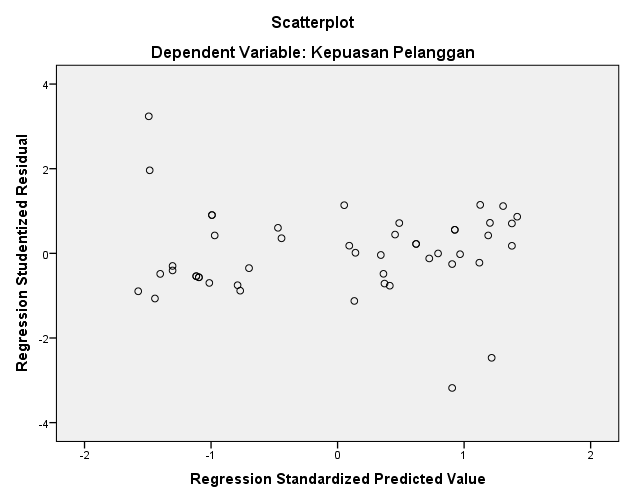 Scatterplot
Dependent Variable: Kepuasan Pelanggan
Regression Studentized Residual
4
2
0
-2
-4
-2
-1
0
1
2
Regression Standardized Predicted Value